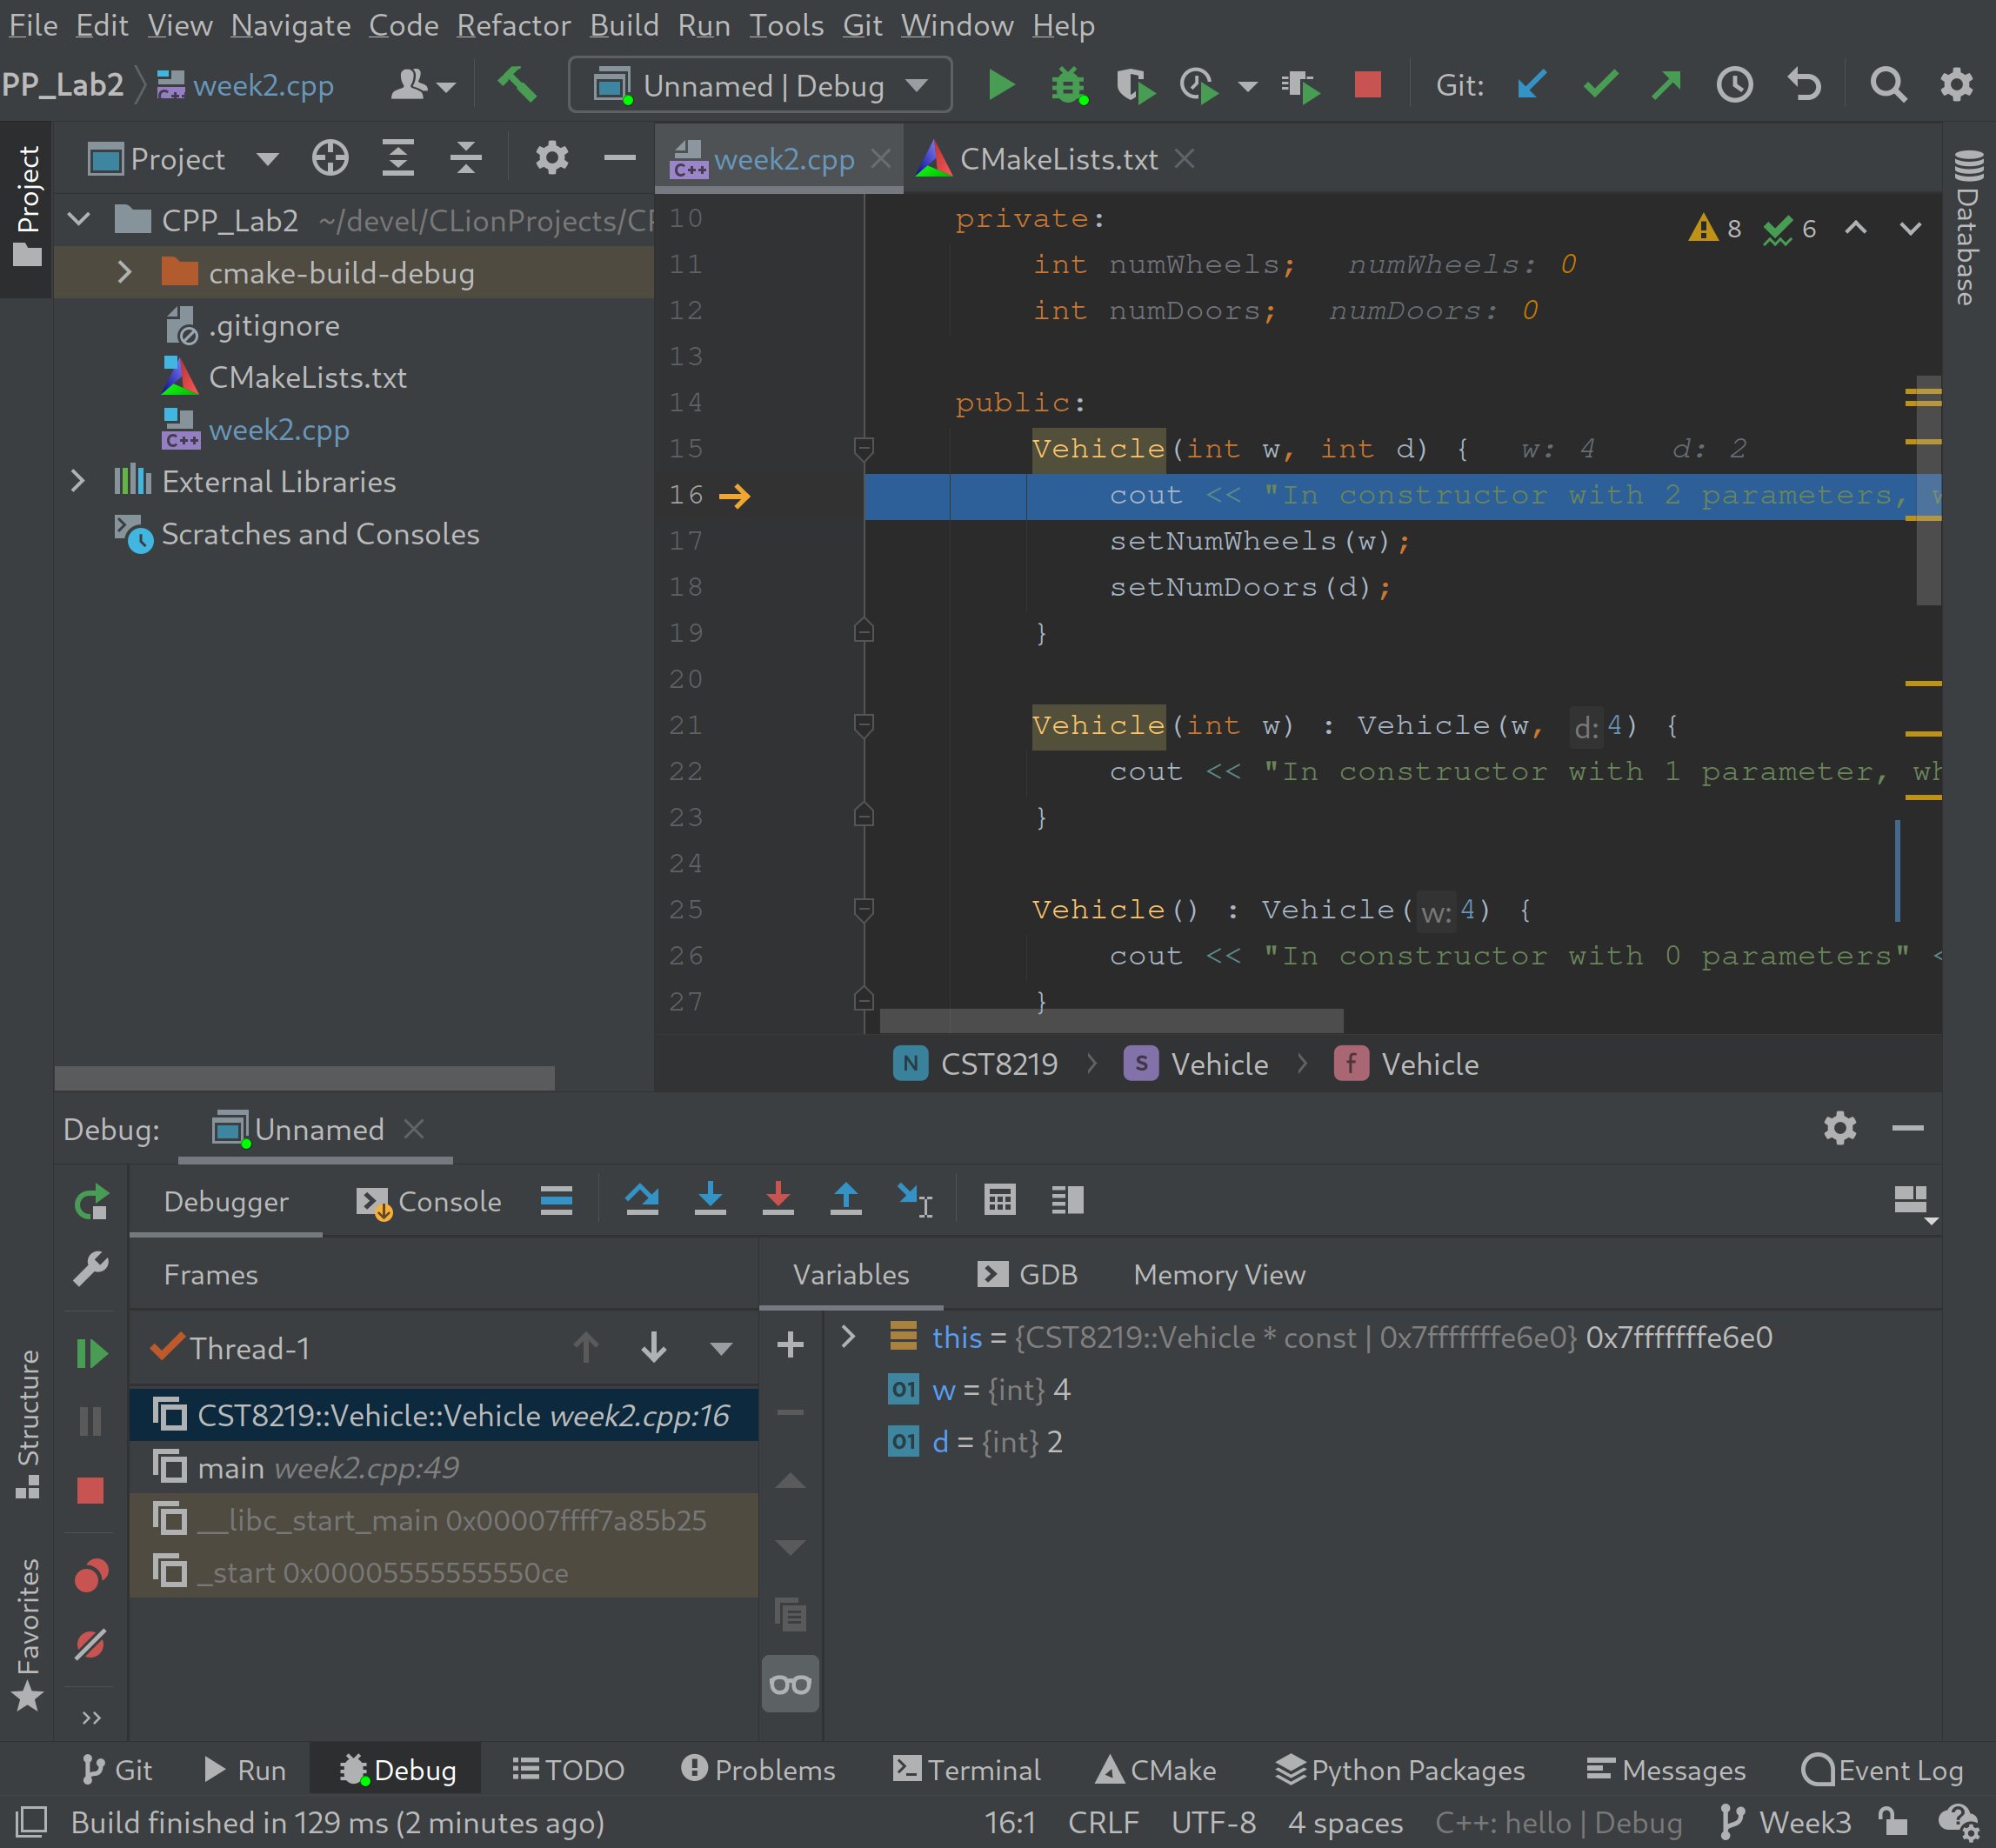 File Edit View Navigate Code Refactor Build Run Tools Git Window Help
PP_Lab2 week2.cpp Unnamed | Debug Git:
Project
Project
week2.cpp
CMakeLists.txt
Database
CPP_Lab2 ~/devel/CLionProjects/CP
cmake-build-debug
.gitignore
CMakeLists.txt
week2.cpp
External Libraries
Scratches and Consoles
8 6
10 private:
11 int numWheels; numWheels: 0
12 int numDoors; numDoors: 0
13
14 public:
15 Vehicle(int w, int d) { w: 4 d: 2
16 cout << "In constructor with 2 parameters, w
17 setNumWheels(w);
18 setNumDoors(d);
19 }
20
21 Vehicle(int w) : Vehicle(w, d: 4) {
22 cout << "In constructor with 1 parameter, wh
23 }
24
25 Vehicle() : Vehicle( w: 4) {
26 cout << "In constructor with 0 parameters" <
27 }
N CST8219 S Vehicle f Vehicle
Debug: Unnamed
Debugger Console
Frames
Variables GDB Memory View
Thread-1
CST8219::Vehicle::Vehicle week2.cpp:16
main week2.cpp:49
__libc_start_main 0x00007ffff7a85b25
_start 0x00005555555550ce
this = {CST8219::Vehicle * const | 0x7fffffffe6e0} 0x7fffffffe6e0
01 w = {int} 4
01 d = {int} 2
Structure
Favorites
Git Run Debug TODO Problems Terminal CMake Python Packages Messages Event Log
Build finished in 129 ms (2 minutes ago) 16:1 CRLF UTF-8 4 spaces C++: hello | Debug Week3